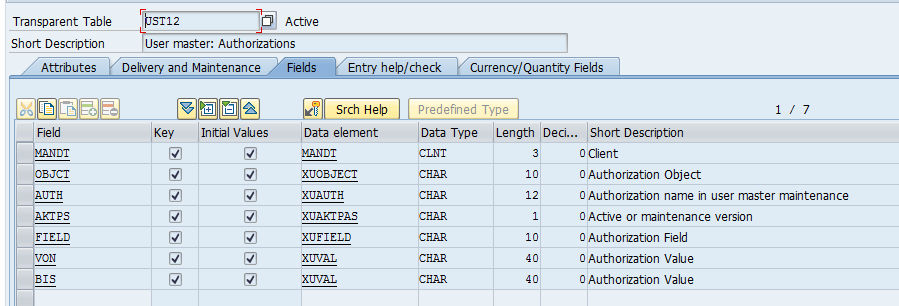 Transparent Table UST12 Active
Short Description User master: Authorizations
Attributes Delivery and Maintenance Fields Entry help/check Currency/Quantity Fields
Srch Help Predefined Type 1 / 7
Field Key Initial Values Data element Data Type Length Deci... Short Description
MANDT MANDT CLNT 3 0 Client
OBJCT XUOBJECT CHAR 10 0 Authorization Object
AUTH XUAUTH CHAR 12 0 Authorization name in user master maintenance
AKTPS XUAKTPAS CHAR 1 0 Active or maintenance version
FIELD XUFIELD CHAR 10 0 Authorization Field
VON XUVAL CHAR 40 0 Authorization Value
BIS XUVAL CHAR 40 0 Authorization Value